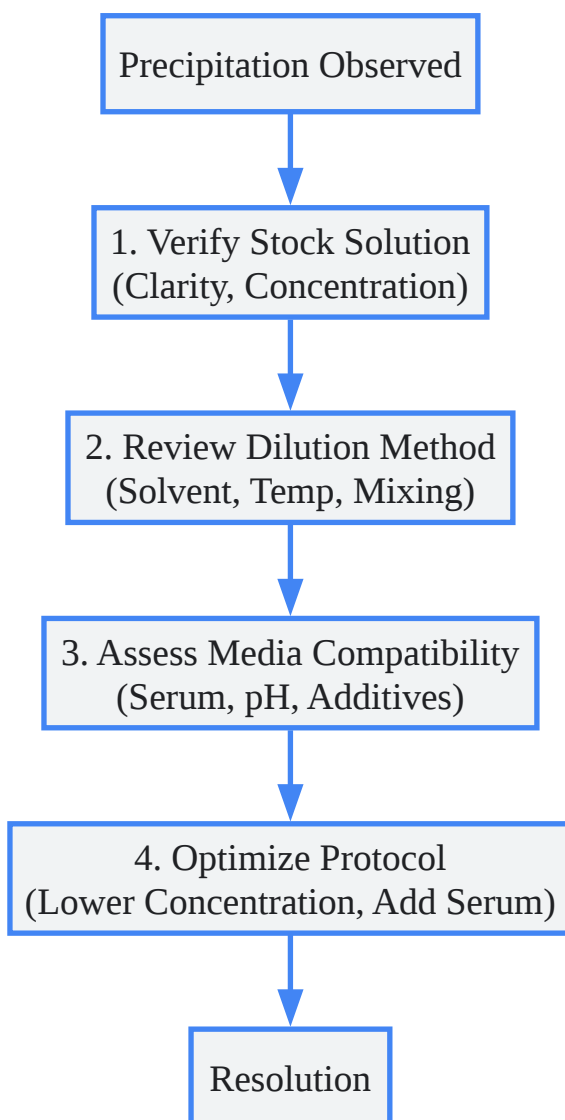 Precipitation Observed
1. Verify Stock Solution
(Clarity, Concentration)
2. Review Dilution Method
(Solvent, Temp, Mixing)
3. Assess Media Compatibility
(Serum, pH, Additives)
4. Optimize Protocol
(Lower Concentration, Add Serum)
Resolution